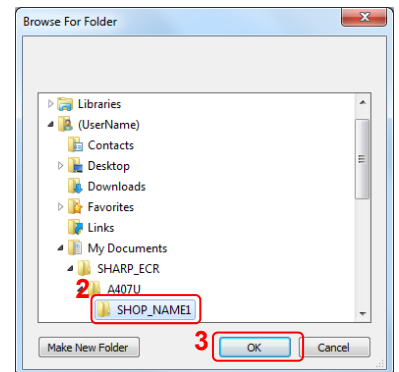 Browse For Folder
Libraries
(UserName)
Contacts
Desktop
Downloads
Favorites
Links
My Documents
SHARP_ECR
2 A407U
SHOP_NAME1
Make New Folder 3 OK Cancel